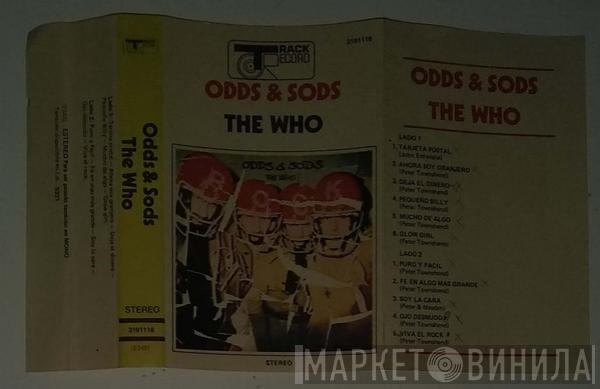 TRACK
RECORD
3191116
ODDS & SODS
THE WHO
ODDS & SODS
THE WHO
ROCK
STEREO
Odds & Sods
The Who
STEREO
3191116
ESTEREO
ODDS & SODS
THE WHO
LADO 1
1. TARJETA POSTAL
(John Entwistle)
2. AHORA SOY GRANJERO
(Peter Townshend)
3. DEJA EL DINERO
(Peter Townshend)
4. PEQUEÑO BILLY
(Peter Townshend)
5. MUCHO DE ALGO
(Peter Townshend)
6. GLOW GIRL
(Peter Townshend)
LADO 2
1. PURO Y FACIL
(Peter Townshend)
2. FE EN ALGO MAS GRANDE
(Peter Townshend)
3. SOY LA CARA
(Peter & Meaden)
4. OJO DESNUDO
(Peter Townshend)
5. VIVA EL ROCK
(Peter Townshend)
МАРКЕТ ВИНИЛА